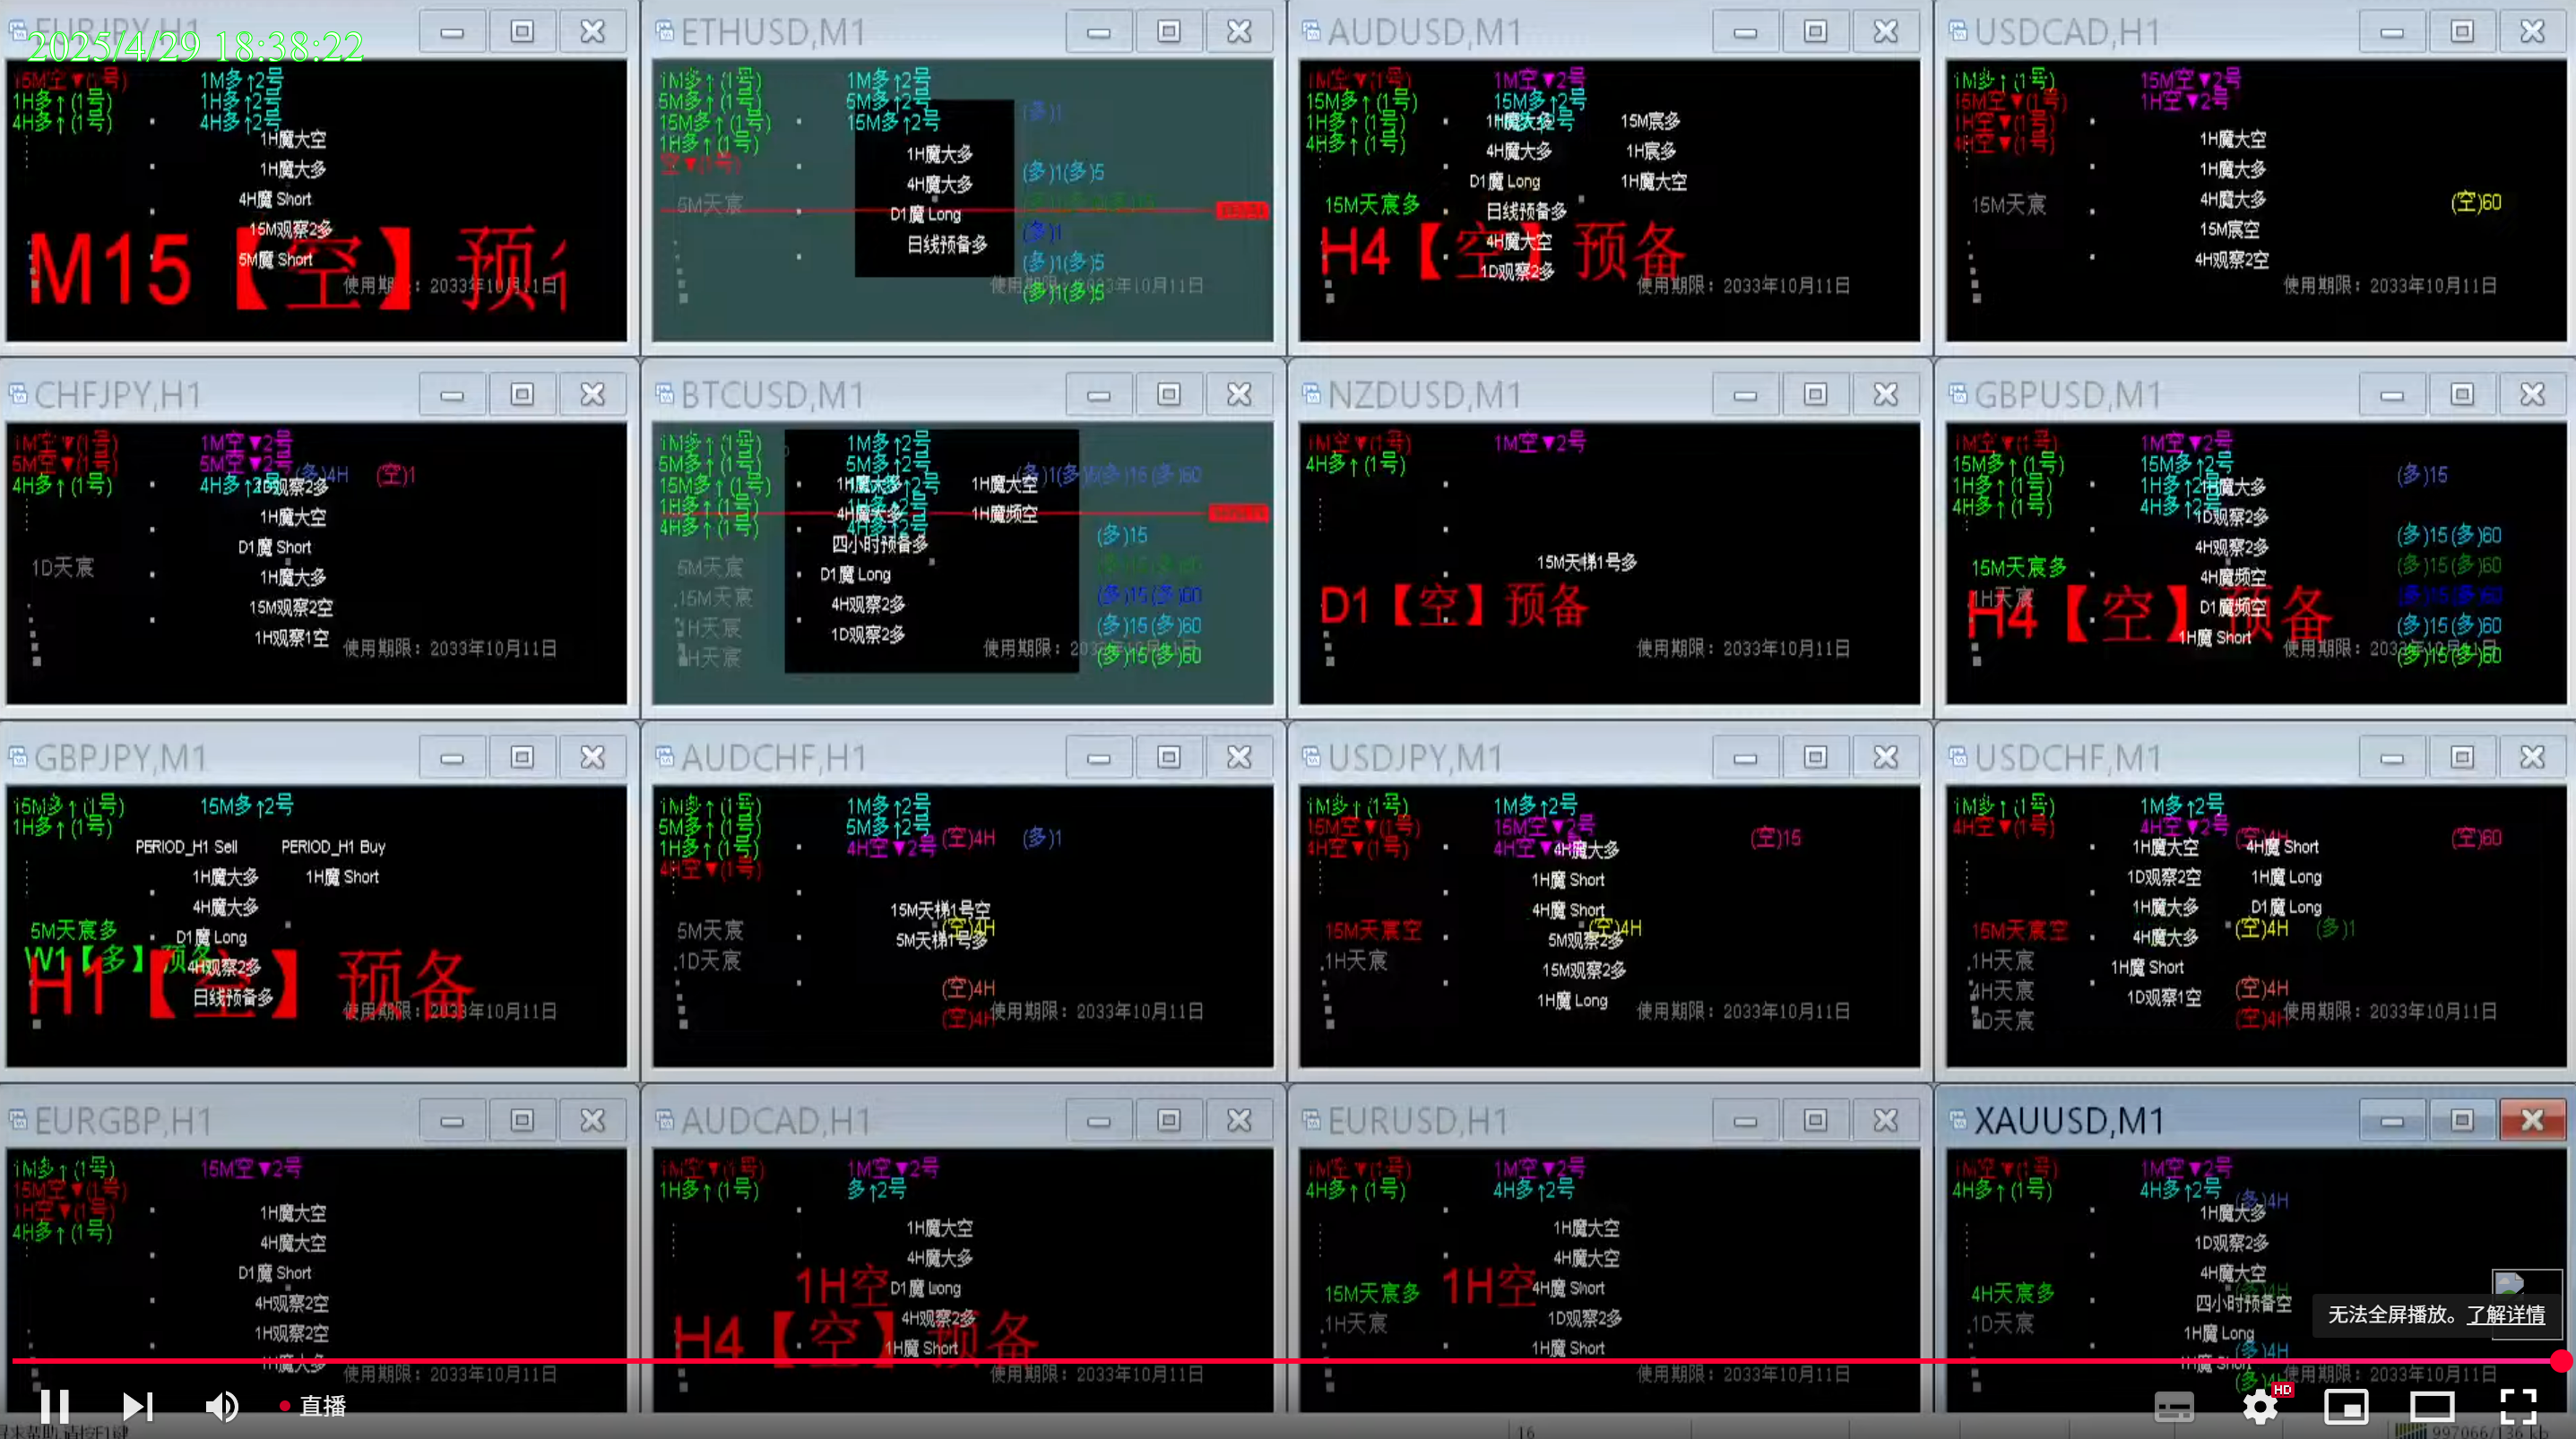 2025/4/29 18:38:22
EURJPY,H1
15M空▼(1号)
1M多↑2号
1H多↑(1号)
1H多↑2号
4H多↑(1号)
4H多↑2号
1H魔大空
1H魔大多
4H魔 Short
15M观察2多
5M魔 Short
M15【空】预
使用期限：2033年10月11日
ETHUSD,M1
1M多↑(1号)
1M多↑2号
5M多↑(1号)
5M多↑2号
15M多↑(1号)
15M多↑2号
1H多↑(1号)
空▼(1号)
(多)1
1H魔大多
4H魔大多
(多)1(多)5
5M天宸
D1魔 Long
(多)1
日线预备多
(多)1(多)5
(多)1(多)5
AUDUSD,M1
1M空▼(1号)
1M空▼2号
15M多↑(1号)
15M多↑2号
1H多↑(1号)
1H魔大多
15M宸多
4H多↑(1号)
4H魔大多
1H宸多
D1魔 Long
1H魔大空
15M天宸多
日线预备多
4H魔大空
1D观察2多
H4【空】预备
使用期限：2033年10月11日
USDCAD,H1
1M多↑(1号)
15M空▼2号
15M空▼(1号)
1H空▼2号
1H空▼(1号)
4H空▼(1号)
1H魔大空
1H魔大多
4H魔大多
15M天宸
(空)60
15M宸空
4H观察2空
使用期限：2033年10月11日
CHFJPY,H1
1M空▼(1号)
1M空▼2号
5M空▼(1号)
5M空▼2号
(多)4H
(空)1
4H多↑(1号)
4H多↑2号
1D观察2多
1H魔大空
D1魔 Short
1D天宸
1H魔大多
15M观察2空
1H观察1空
使用期限：2033年10月11日
BTCUSD,M1
1M多↑(1号)
1M多↑2号
5M多↑(1号)
5M多↑2号
15M多↑(1号)
1H魔大多
1H魔大空
1H多↑(1号)
4H魔大多
1H魔频空
4H多↑(1号)
4H多↑2号
四小时预备多
(多)15
5M天宸
D1魔 Long
15M天宸
4H观察2多
(多)15(多)60
1H天宸
1D观察2多
(多)15(多)60
H天宸
(多)15(多)60
NZDUSD,M1
1M空▼(1号)
1M空▼2号
4H多↑(1号)
15M天梯1号多
D1【空】预备
使用期限：2033年10月11日
GBPUSD,M1
1M空▼(1号)
1M空▼2号
15M多↑(1号)
15M多↑2号
(多)15
1H多↑(1号)
1H多↑2号
1H魔大多
4H多↑(1号)
4H多↑2号
1D观察2多
4H观察2多
(多)15(多)60
15M天宸多
4H魔频空
(多)15(多)60
1H天宸
D1魔频空
(多)15(多)60
H4【空】预备
1H魔 Short
(多)15(多)60
(多)15(多)60
GBPJPY,M1
15M多↑(1号)
15M多↑2号
1H多↑(1号)
PERIOD_H1 Sell
PERIOD_H1 Buy
1H魔大多
1H魔 Short
4H魔大多
5M天宸多
D1魔 Long
W1【多】预备
4H观察2多
H1【空】预备
日线预备多
使用期限：2033年10月11日
AUDCHF,H1
1M多↑(1号)
1M多↑2号
5M多↑(1号)
5M多↑2号
1H多↑(1号)
4H空▼2号
(空)4H
(多)1
4H空▼(1号)
15M天梯1号空
5M天宸
(空)4H
5M天梯1号多
1D天宸
(空)4H
(空)4H
使用期限：2033年10月11日
USDJPY,M1
1M多↑(1号)
1M多↑2号
15M空▼(1号)
15M空▼2号
(空)15
4H空▼(1号)
4H空▼
4H魔大多
1H魔 Short
4H魔 Short
15M天宸空
(空)4H
5M观察2多
1H天宸
15M观察2多
1H魔 Long
使用期限：2033年10月11日
USDCHF,M1
1M多↑(1号)
1M多↑2号
4H空▼(1号)
4H空▼2号
(空)4H
(空)60
1H魔大空
4H魔 Short
1D观察2空
1H魔 Long
1H魔大多
D1魔 Long
15M天宸空
4H魔大多
(空)4H
(多)1
1H天宸
1H魔 Short
4H天宸
1D观察1空
(空)4H
D天宸
(空)4H
使用期限：2033年10月11日
EURGBP,H1
1M多↑(1号)
15M空▼2号
15M空▼(1号)
1H空▼(1号)
4H多↑(1号)
1H魔大空
4H魔大空
D1魔 Short
4H观察2空
1H观察2空
1H魔大多
使用期限：2033年10月11日
AUDCAD,H1
1M空▼(1号)
1M空▼2号
1H多↑(1号)
多↑2号
1H魔大空
4H魔大多
1H空
D1魔 Long
4H观察2多
H4【空】预备
1H魔 Short
使用期限：2033年10月11日
EURUSD,H1
1M空▼(1号)
1M空▼2号
4H多↑(1号)
4H多↑2号
1H魔大空
4H魔大空
15M天宸多
1H空
4H魔 Short
1H天宸
1D观察2多
1H魔 Short
使用期限：2033年10月11日
XAUUSD,M1
1M空▼(1号)
1M空▼2号
4H多↑(1号)
4H多↑2号
(多)4H
1H魔大多
1D观察2多
4H魔大空
4H天宸多
(多)4H
四小时预备空
1D天宸
1H魔 Long
(多)4H
1H魔 Short
使用期限：2033年10月11日
无法全屏播放。了解详情
直播
HD
16
997066/136 kb